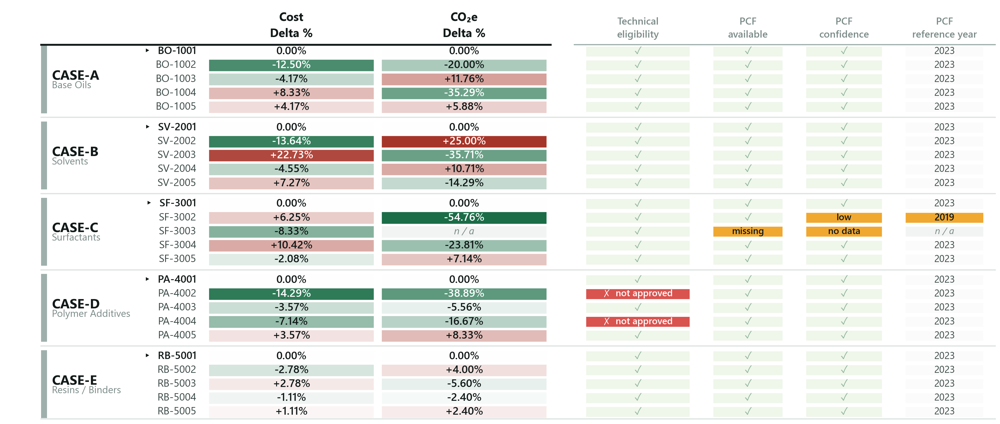 Cost Delta %
CO₂e Delta %
Technical eligibility
PCF available
PCF confidence
PCF reference year
CASE-A
Base Oils
▸ BO-1001 0.00% 0.00% ✓ ✓ ✓ 2023
BO-1002 -12.50% -20.00% ✓ ✓ ✓ 2023
BO-1003 -4.17% +11.76% ✓ ✓ ✓ 2023
BO-1004 +8.33% -35.29% ✓ ✓ ✓ 2023
BO-1005 +4.17% +5.88% ✓ ✓ ✓ 2023
CASE-B
Solvents
▸ SV-2001 0.00% 0.00% ✓ ✓ ✓ 2023
SV-2002 -13.64% +25.00% ✓ ✓ ✓ 2023
SV-2003 +22.73% -35.71% ✓ ✓ ✓ 2023
SV-2004 -4.55% +10.71% ✓ ✓ ✓ 2023
SV-2005 +7.27% -14.29% ✓ ✓ ✓ 2023
CASE-C
Surfactants
▸ SF-3001 0.00% 0.00% ✓ ✓ ✓ 2023
SF-3002 +6.25% -54.76% ✓ ✓ low 2019
SF-3003 -8.33% n / a ✓ missing no data n / a
SF-3004 +10.42% -23.81% ✓ ✓ ✓ 2023
SF-3005 -2.08% +7.14% ✓ ✓ ✓ 2023
CASE-D
Polymer Additives
▸ PA-4001 0.00% 0.00% ✓ ✓ ✓ 2023
PA-4002 -14.29% -38.89% ✗ not approved ✓ ✓ 2023
PA-4003 -3.57% -5.56% ✓ ✓ ✓ 2023
PA-4004 -7.14% -16.67% ✗ not approved ✓ ✓ 2023
PA-4005 +3.57% +8.33% ✓ ✓ ✓ 2023
CASE-E
Resins / Binders
▸ RB-5001 0.00% 0.00% ✓ ✓ ✓ 2023
RB-5002 -2.78% +4.00% ✓ ✓ ✓ 2023
RB-5003 +2.78% -5.60% ✓ ✓ ✓ 2023
RB-5004 -1.11% -2.40% ✓ ✓ ✓ 2023
RB-5005 +1.11% +2.40% ✓ ✓ ✓ 2023